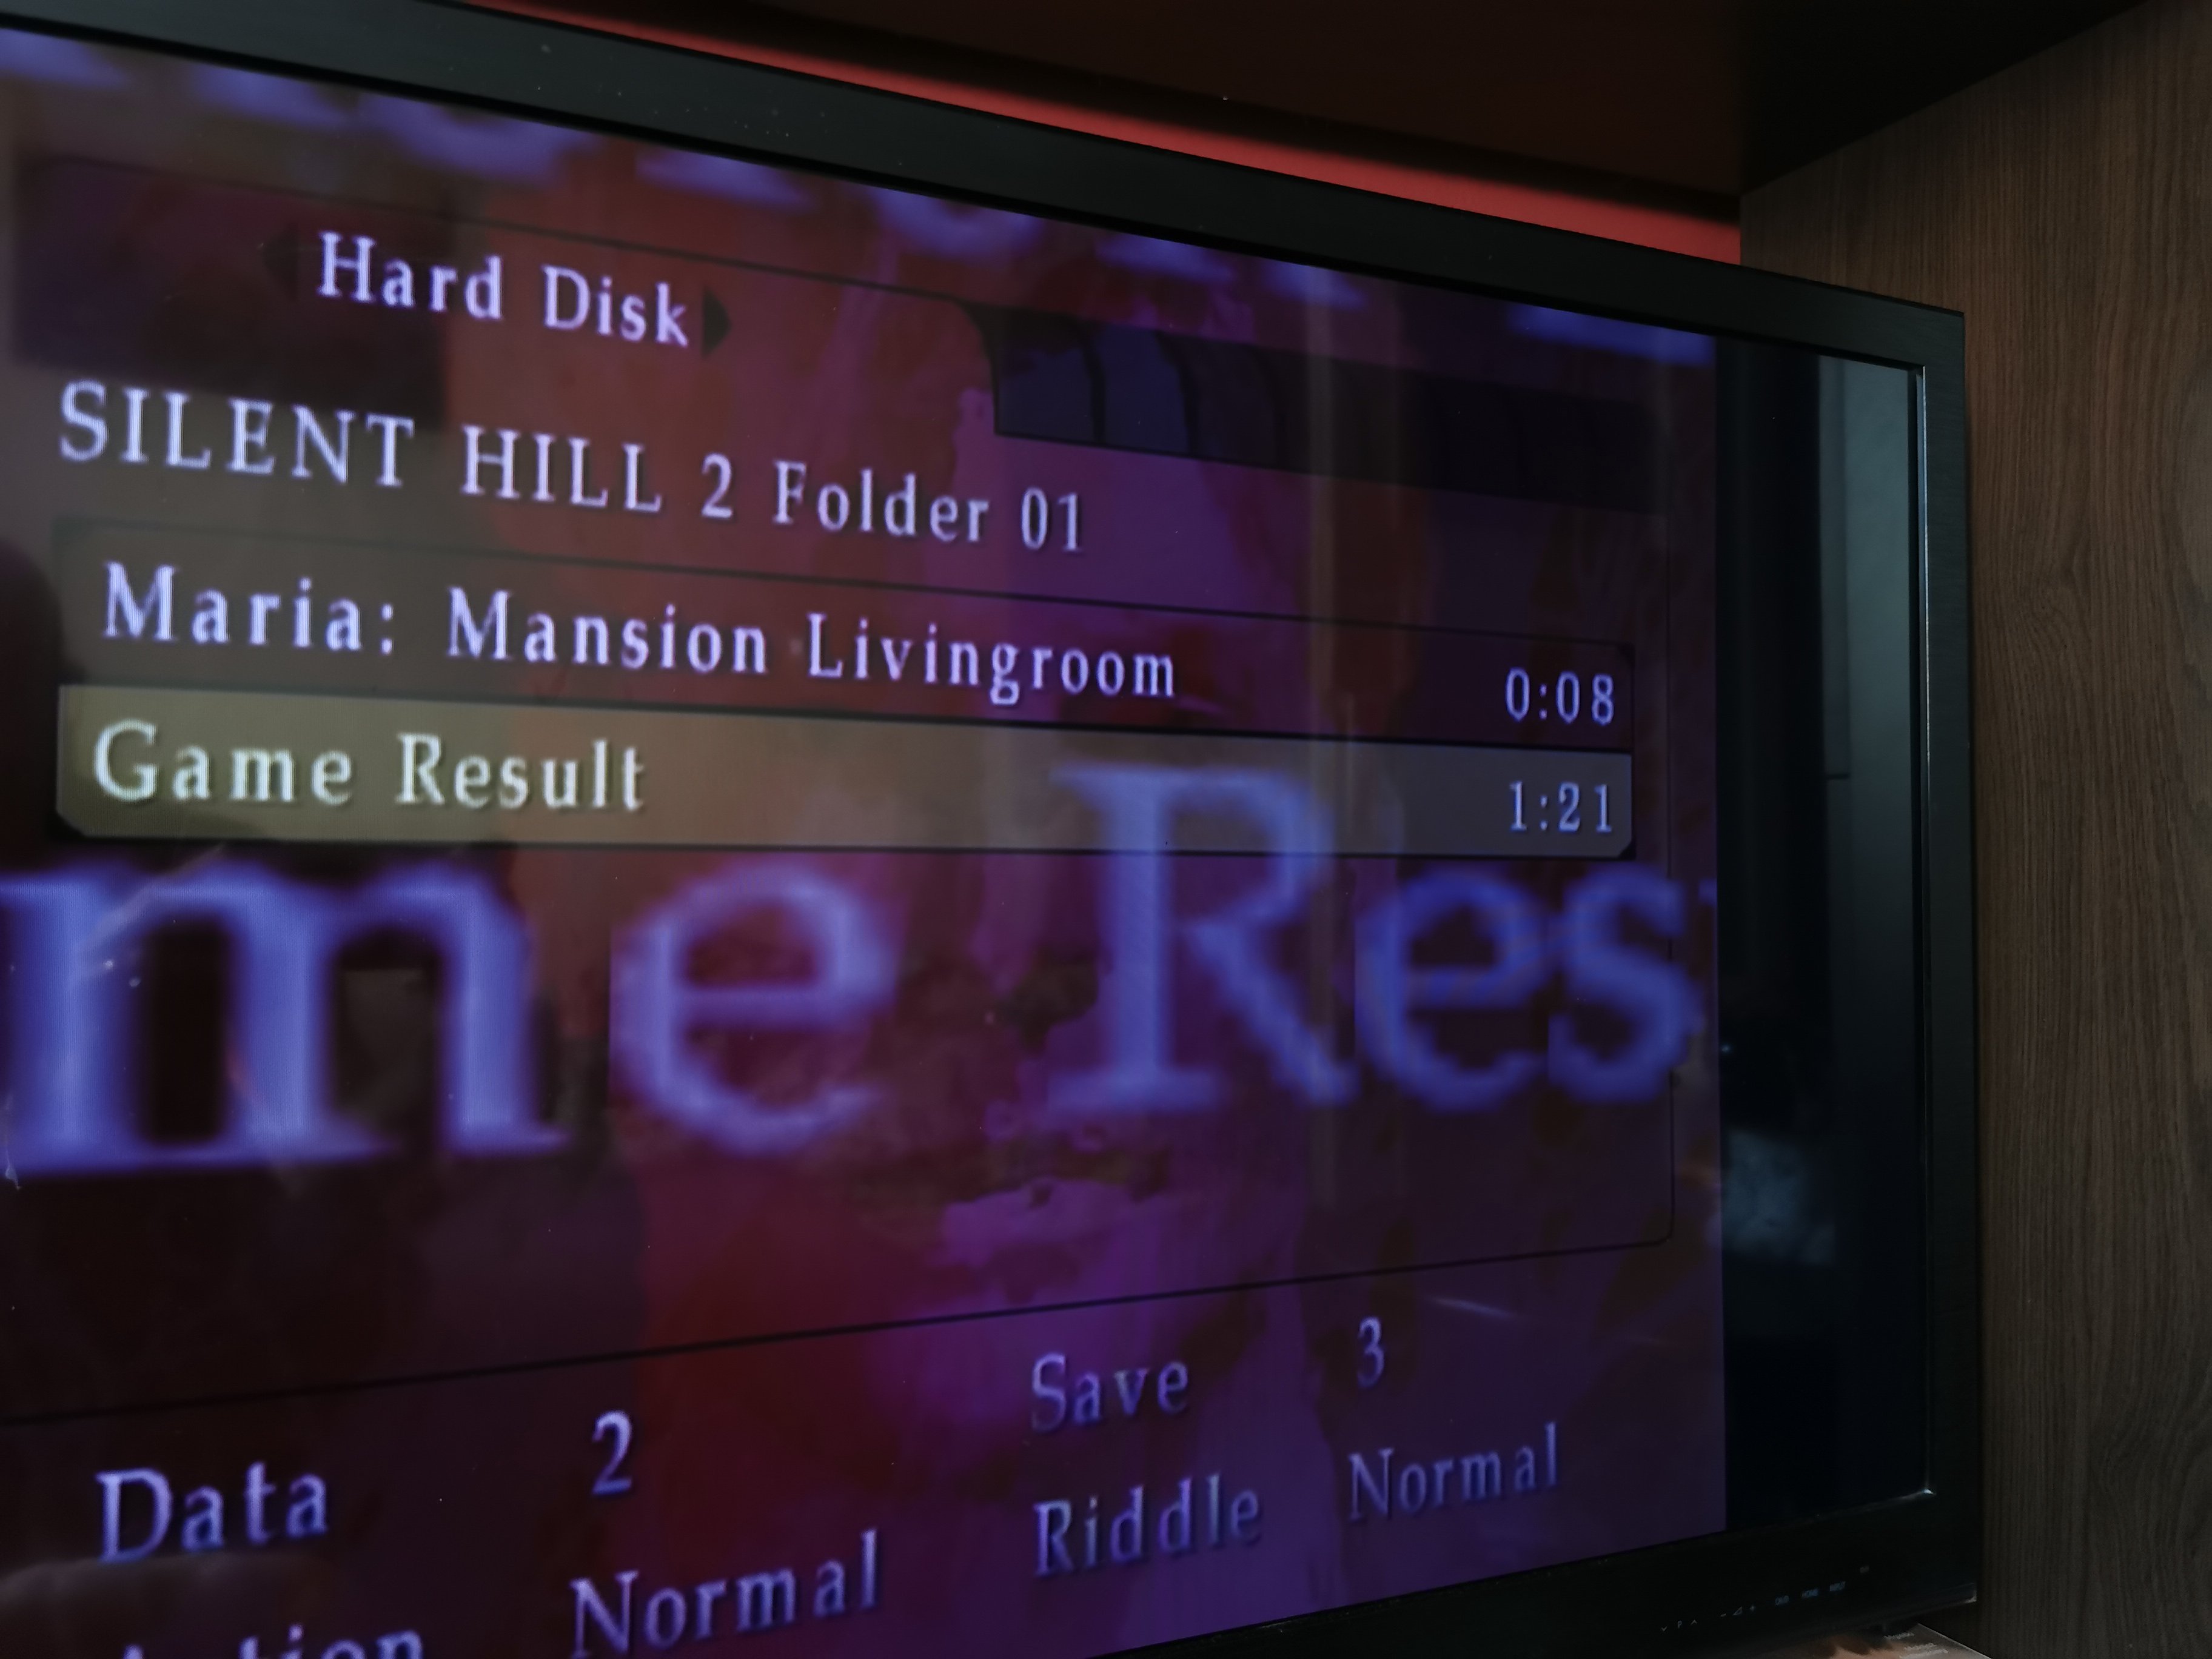 Hard Disk
SILENT HILL 2 Folder 01
Maria: Mansion Livingroom 0:08
Game Result 1:21
me Res
Data 2 Save 3
Normal Riddle Normal